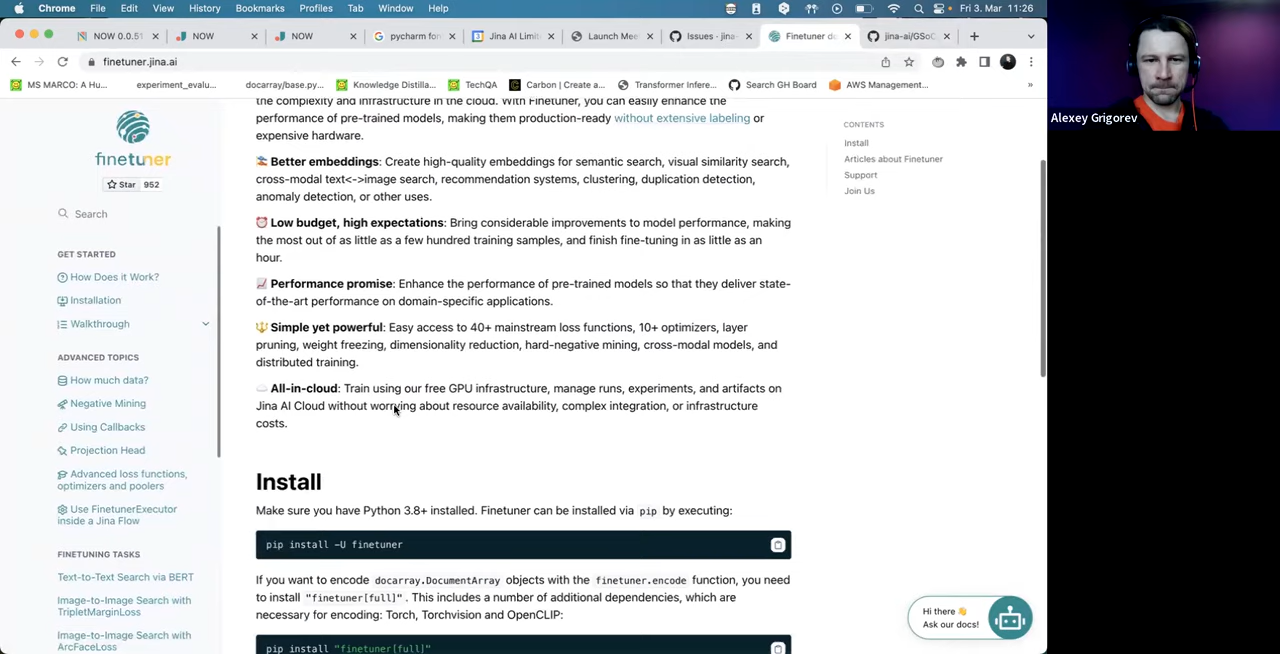 Chrome File Edit View History Bookmarks Profiles Tab Window Help Fri 3. Mar 11:26
NOW 0.0.51 NOW NOW pycharm for Jina AI Limit Launch Mee Issues · jina- Finetuner do jina-ai/GSoC
finetuner.jina.ai
MS MARCO: A Hu... experiment_evalu... docarray/base.py... Knowledge Distilla... TechQA Carbon | Create a... Transformer Infere... Search GH Board AWS Management... »
Alexey Grigorev
finetuner
Star 952
Search
GET STARTED
How Does it Work?
Installation
Walkthrough
ADVANCED TOPICS
How much data?
Negative Mining
Using Callbacks
Projection Head
Advanced loss functions,
optimizers and poolers
Use FinetunerExecutor
inside a Jina Flow
FINETUNING TASKS
Text-to-Text Search via BERT
Image-to-Image Search with
TripletMarginLoss
Image-to-Image Search with
ArcFaceLoss
the complexity and infrastructure in the cloud. With Finetuner, you can easily enhance the
performance of pre-trained models, making them production-ready without extensive labeling or
expensive hardware.
Better embeddings: Create high-quality embeddings for semantic search, visual similarity search,
cross-modal text<->image search, recommendation systems, clustering, duplication detection,
anomaly detection, or other uses.
Low budget, high expectations: Bring considerable improvements to model performance, making
the most out of as little as a few hundred training samples, and finish fine-tuning in as little as an
hour.
Performance promise: Enhance the performance of pre-trained models so that they deliver state-
of-the-art performance on domain-specific applications.
Simple yet powerful: Easy access to 40+ mainstream loss functions, 10+ optimizers, layer
pruning, weight freezing, dimensionality reduction, hard-negative mining, cross-modal models, and
distributed training.
All-in-cloud: Train using our free GPU infrastructure, manage runs, experiments, and artifacts on
Jina AI Cloud without worrying about resource availability, complex integration, or infrastructure
costs.
Install
Make sure you have Python 3.8+ installed. Finetuner can be installed via pip by executing:
pip install -U finetuner
If you want to encode docarray.DocumentArray objects with the finetuner.encode function, you need
to install "finetuner[full]". This includes a number of additional dependencies, which are
necessary for encoding: Torch, Torchvision and OpenCLIP:
pip install "finetuner[full]"
CONTENTS
Install
Articles about Finetuner
Support
Join Us
Hi there 👋
Ask our docs!